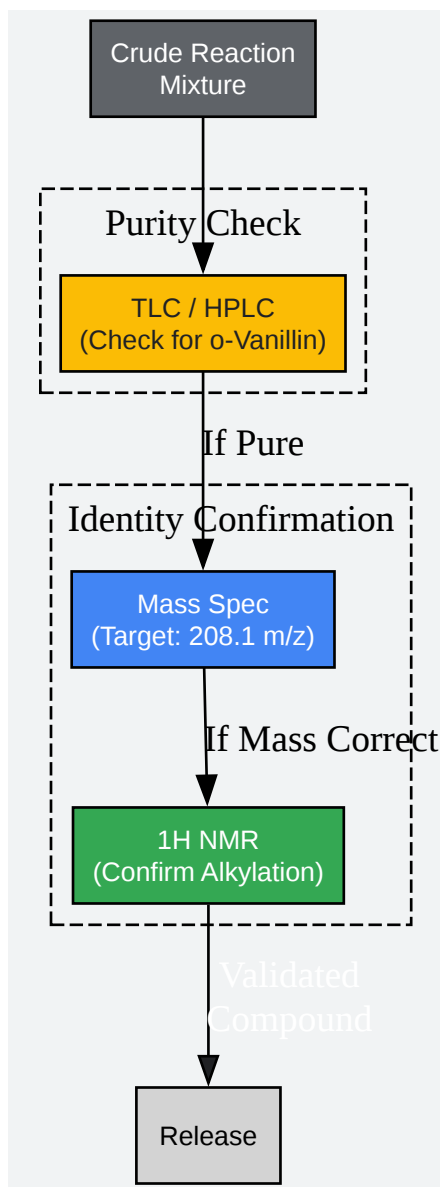 Crude Reaction
Mixture
Purity Check
TLC / HPLC
(Check for o-Vanillin)
If Pure
Identity Confirmation
Mass Spec
(Target: 208.1 m/z)
If Mass Correct
1H NMR
(Confirm Alkylation)
Validated
Compound
Release